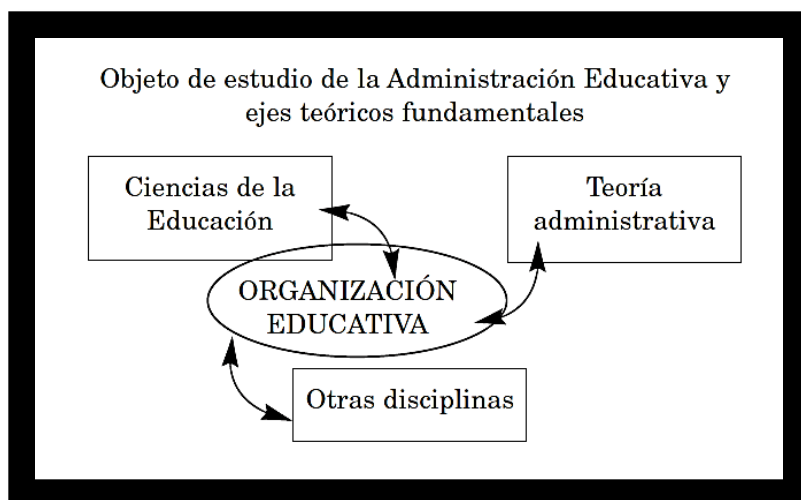 Objeto de estudio de la Administración Educativa y
ejes teóricos fundamentales
Ciencias de la
Educación
Teoría
administrativa
ORGANIZACIÓN
EDUCATIVA
Otras disciplinas